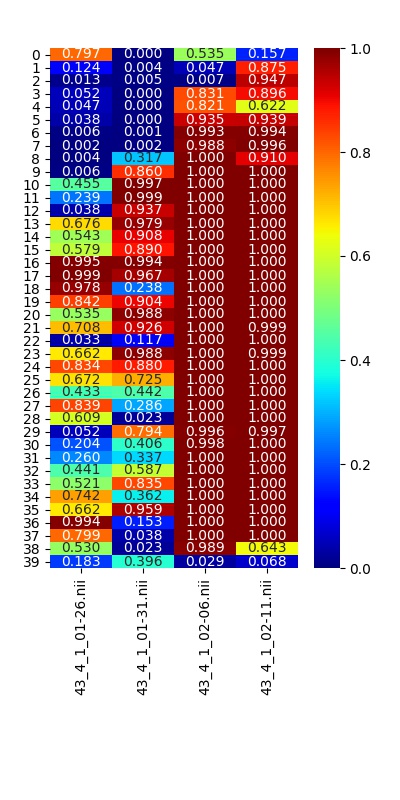 0 0.797 0.000 0.535 0.157
1 0.124 0.004 0.047 0.875
2 0.013 0.005 0.007 0.947
3 0.052 0.000 0.831 0.896
4 0.047 0.000 0.821 0.622
5 0.038 0.000 0.935 0.939
6 0.006 0.001 0.993 0.994
7 0.002 0.002 0.988 0.996
8 0.004 0.317 1.000 0.910
9 0.006 0.860 1.000 1.000
10 0.455 0.997 1.000 1.000
11 0.239 0.999 1.000 1.000
12 0.038 0.937 1.000 1.000
13 0.676 0.979 1.000 1.000
14 0.543 0.908 1.000 1.000
15 0.579 0.890 1.000 1.000
16 0.995 0.994 1.000 1.000
17 0.999 0.967 1.000 1.000
18 0.978 0.238 1.000 1.000
19 0.842 0.904 1.000 1.000
20 0.535 0.988 1.000 1.000
21 0.708 0.926 1.000 0.999
22 0.033 0.117 1.000 1.000
23 0.662 0.988 1.000 0.999
24 0.834 0.880 1.000 1.000
25 0.672 0.725 1.000 1.000
26 0.433 0.442 1.000 1.000
27 0.839 0.286 1.000 1.000
28 0.609 0.023 1.000 1.000
29 0.052 0.794 0.996 0.997
30 0.204 0.406 0.998 1.000
31 0.260 0.337 1.000 1.000
32 0.441 0.587 1.000 1.000
33 0.521 0.835 1.000 1.000
34 0.742 0.362 1.000 1.000
35 0.662 0.959 1.000 1.000
36 0.994 0.153 1.000 1.000
37 0.799 0.038 1.000 1.000
38 0.530 0.023 0.989 0.643
39 0.183 0.396 0.029 0.068
43_4_1_01-26.nii
43_4_1_01-31.nii
43_4_1_02-06.nii
43_4_1_02-11.nii
1.0
0.8
0.6
0.4
0.2
0.0